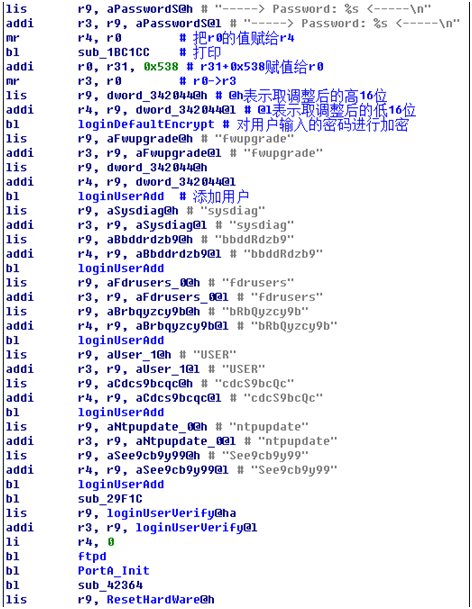 lis r9, aPasswordS@h # "-----> Password: %s <-----\n"
addi r3, r9, aPasswordS@l # "-----> Password: %s <-----\n"
mr r4, r0 # 把r0的值赋给r4
bl sub_1BC1CC # 打印
addi r0, r31, 0x538 # r31+0x538赋值给r0
mr r3, r0 # r0->r3
lis r9, dword_342044@h # @h表示取调整后的高16位
addi r4, r9, dword_342044@l # @l表示取调整后的低16位
bl loginDefaultEncrypt # 对用户输入的密码进行加密
lis r9, aFwupgrade@h # "fwupgrade"
addi r3, r9, aFwupgrade@l # "fwupgrade"
lis r9, dword_342044@h
addi r4, r9, dword_342044@l
bl loginUserAdd # 添加用户
lis r9, aSysdiag@h # "sysdiag"
addi r3, r9, aSysdiag@l # "sysdiag"
lis r9, aBbddrdzb9@h # "bbddRdzb9"
addi r4, r9, aBbddrdzb9@l # "bbddRdzb9"
bl loginUserAdd
lis r9, aFdrusers_0@h # "fdrusers"
addi r3, r9, aFdrusers_0@l # "fdrusers"
lis r9, aBrbqyzcy9b@h # "bRbQyzcy9b"
addi r4, r9, aBrbqyzcy9b@l # "bRbQyzcy9b"
bl loginUserAdd
lis r9, aUser_1@h # "USER"
addi r3, r9, aUser_1@l # "USER"
lis r9, aCdcs9bcqc@h # "cdcS9bcQc"
addi r4, r9, aCdcs9bcqc@l # "cdcS9bcQc"
bl loginUserAdd
lis r9, aNtpupdate_0@h # "ntpupdate"
addi r3, r9, aNtpupdate_0@l # "ntpupdate"
lis r9, aSee9cb9y99@h # "See9cb9y99"
addi r4, r9, aSee9cb9y99@l # "See9cb9y99"
bl loginUserAdd
bl sub_29F1C
lis r9, loginUserVerify@ha
addi r3, r9, loginUserVerify@l
li r4, 0
bl ftpd
bl PortA_Init
bl sub_42364
lis r9, ResetHardWare@h